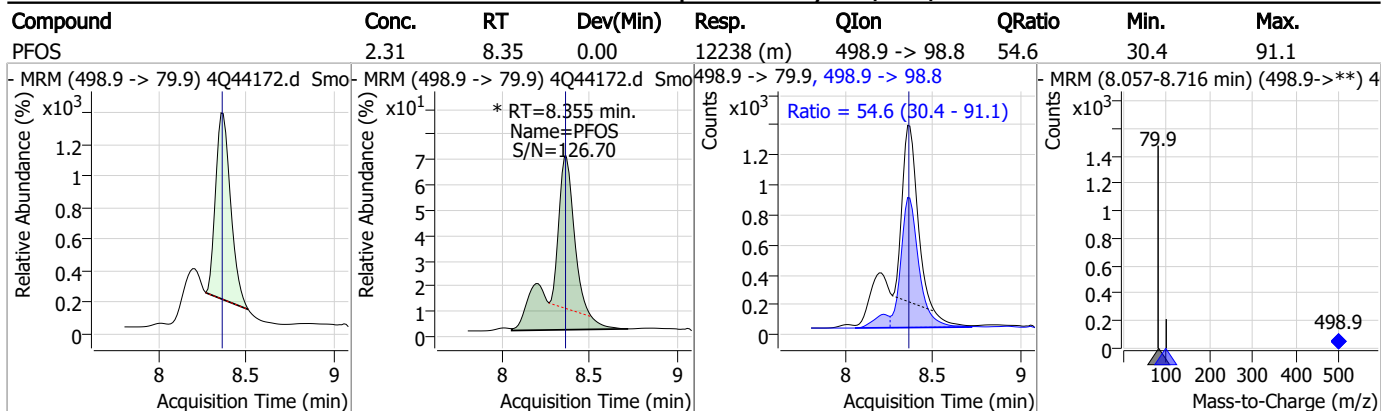 Compound Conc. RT Dev(Min) Resp. QIon QRatio Min. Max.
PFOS 2.31 8.35 0.00 12238 (m) 498.9 -> 98.8 54.6 30.4 91.1
- MRM (498.9 -> 79.9) 4Q44172.d Smo
Relative Abundance (%)
x10³
1.2
1
0.8
0.6
0.4
0.2
0
8 8.5 9
Acquisition Time (min)
- MRM (498.9 -> 79.9) 4Q44172.d Smo
Relative Abundance (%)
x10¹
* RT=8.355 min.
Name=PFOS
S/N=126.70
7
6
5
4
3
2
1
0
8 8.5 9
Acquisition Time (min)
498.9 -> 79.9, 498.9 -> 98.8
Counts
x10³
Ratio = 54.6 (30.4 - 91.1)
1.2
1
0.8
0.6
0.4
0.2
0
8 8.5 9
Acquisition Time (min)
- MRM (8.057-8.716 min) (498.9->**) 4
Counts
x10³
79.9
1.4
1.2
1
0.8
0.6
0.4
0.2
0
498.9
100 200 300 400 500
Mass-to-Charge (m/z)